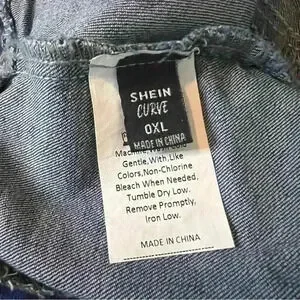 SHEIN
CURVE
0XL
MADE IN CHINA
Gentle,With,Like
Colors,Non-Chlorine
Bleach When Needed,
Tumble Dry Low.
Remove Promptly,
Iron Low.
MADE IN CHINA